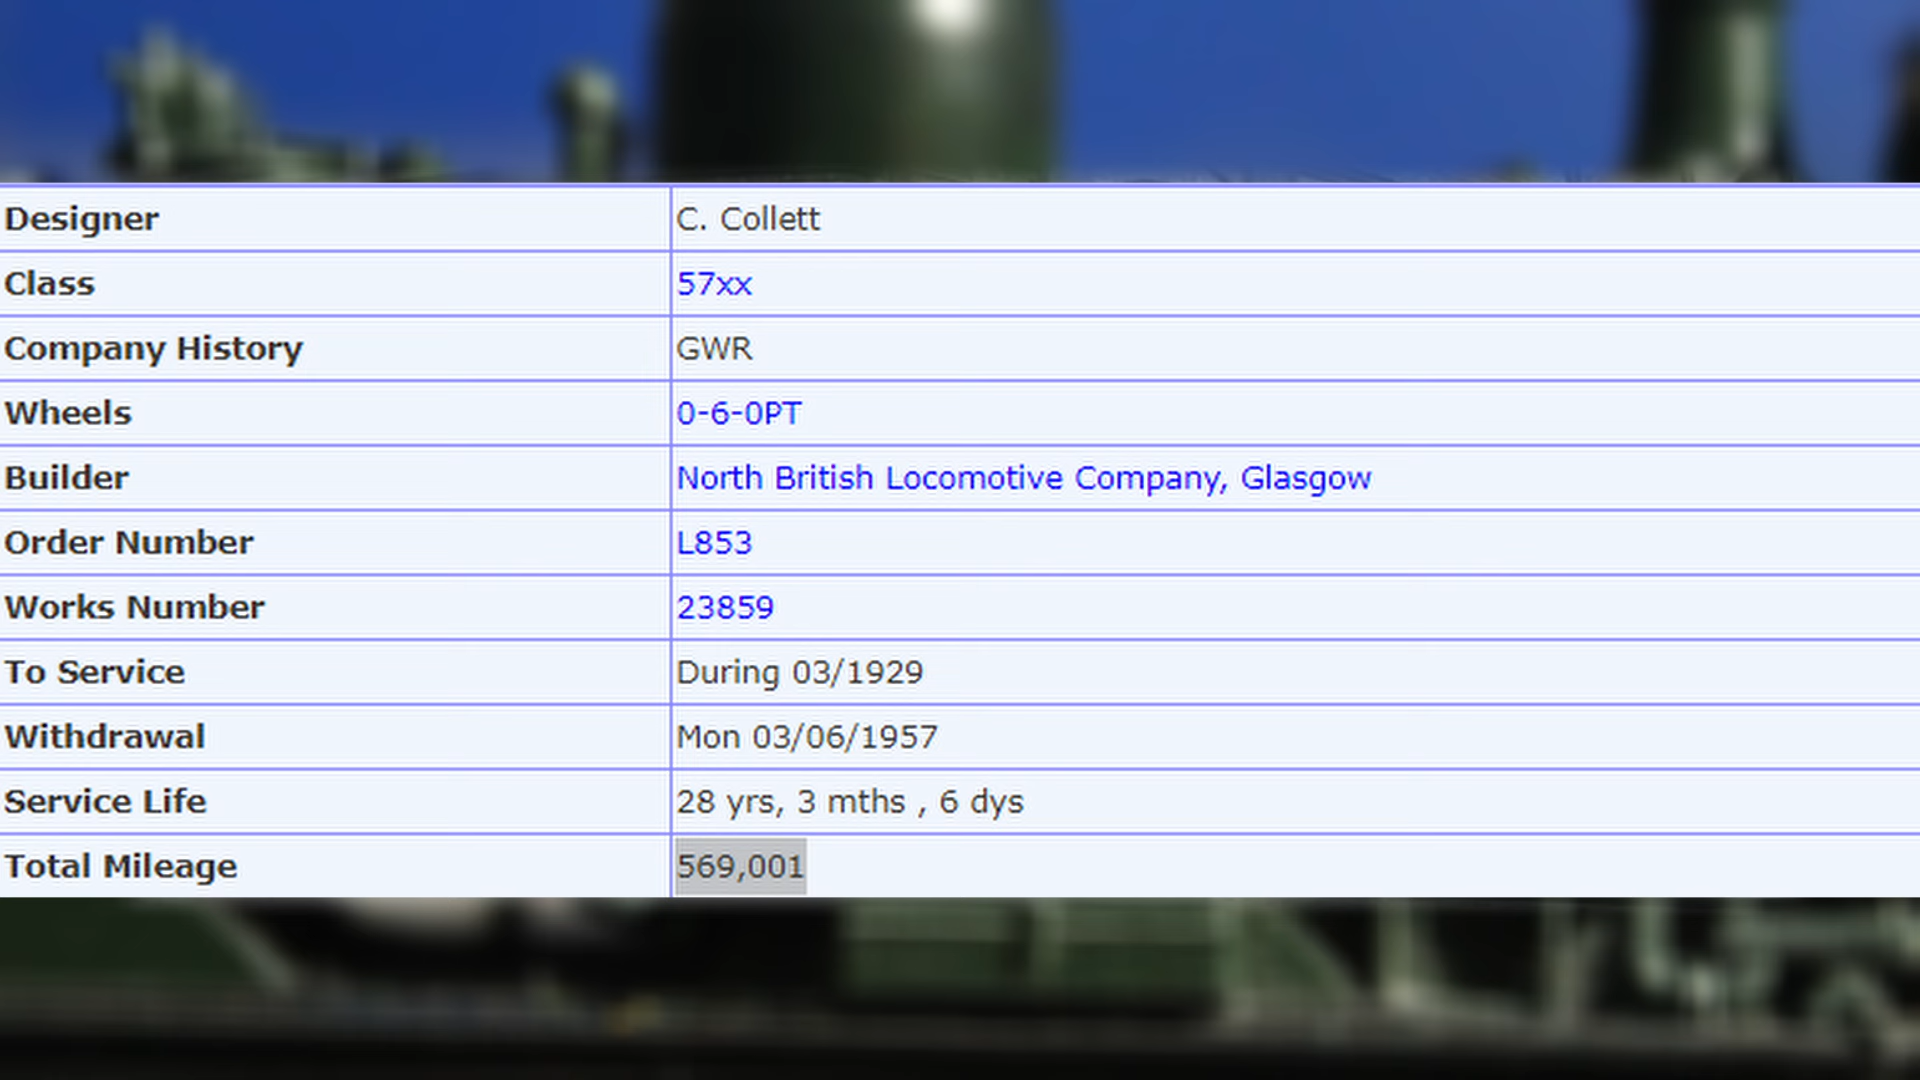 Designer C. Collett
Class 57xx
Company History GWR
Wheels 0-6-0PT
Builder North British Locomotive Company, Glasgow
Order Number L853
Works Number 23859
To Service During 03/1929
Withdrawal Mon 03/06/1957
Service Life 28 yrs, 3 mths , 6 dys
Total Mileage 569,001